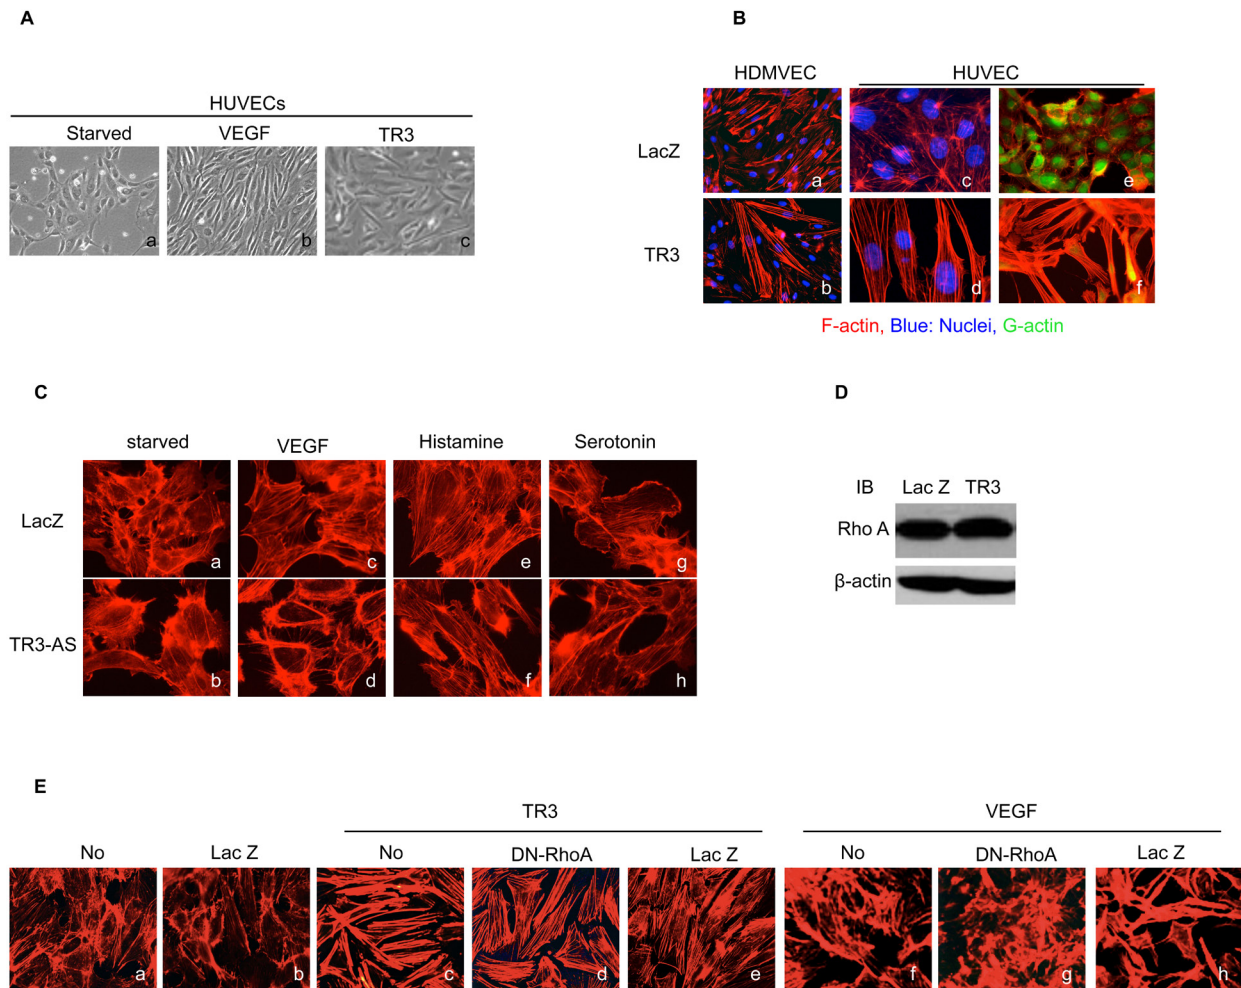 A
HUVECs
Starved VEGF TR3
a b c
B
HDMVEC HUVEC
LacZ
a c e
TR3
b d f
F-actin, Blue: Nuclei, G-actin
C
starved VEGF Histamine Serotonin
LacZ
a c e g
TR3-AS
b d f h
D
IB Lac Z TR3
Rho A
β-actin
E
TR3 VEGF
No Lac Z No DN-RhoA Lac Z No DN-RhoA Lac Z
a b c d e f g h